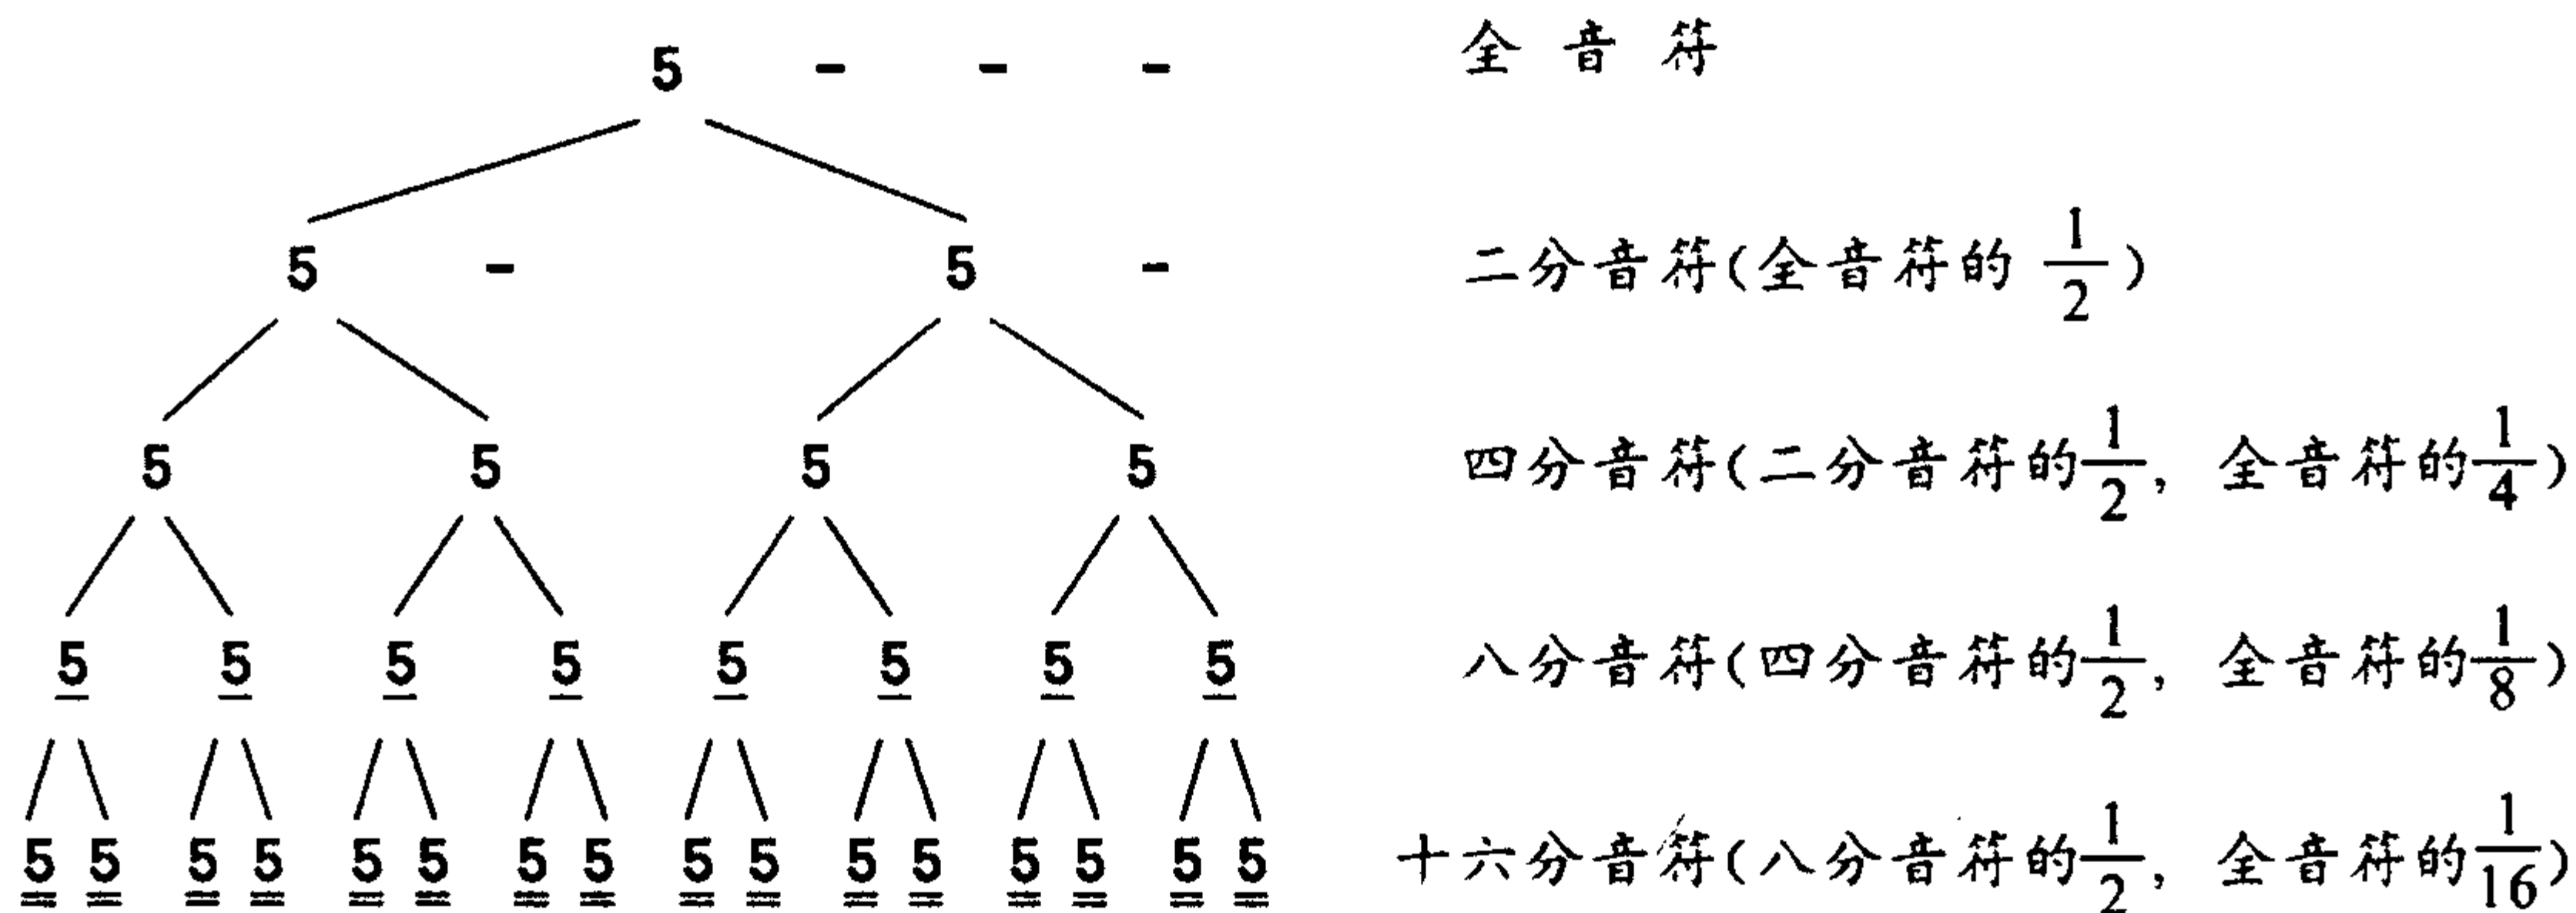 5 - - - 全音符
5 - 5 - 二分音符(全音符的 1/2)
5 5 5 5 四分音符(二分音符的1/2, 全音符的1/4)
5 5 5 5 5 5 5 5 八分音符(四分音符的1/2, 全音符的1/8)
5 5 5 5 5 5 5 5 5 5 5 5 5 5 5 5 十六分音符(八分音符的1/2, 全音符的1/16)